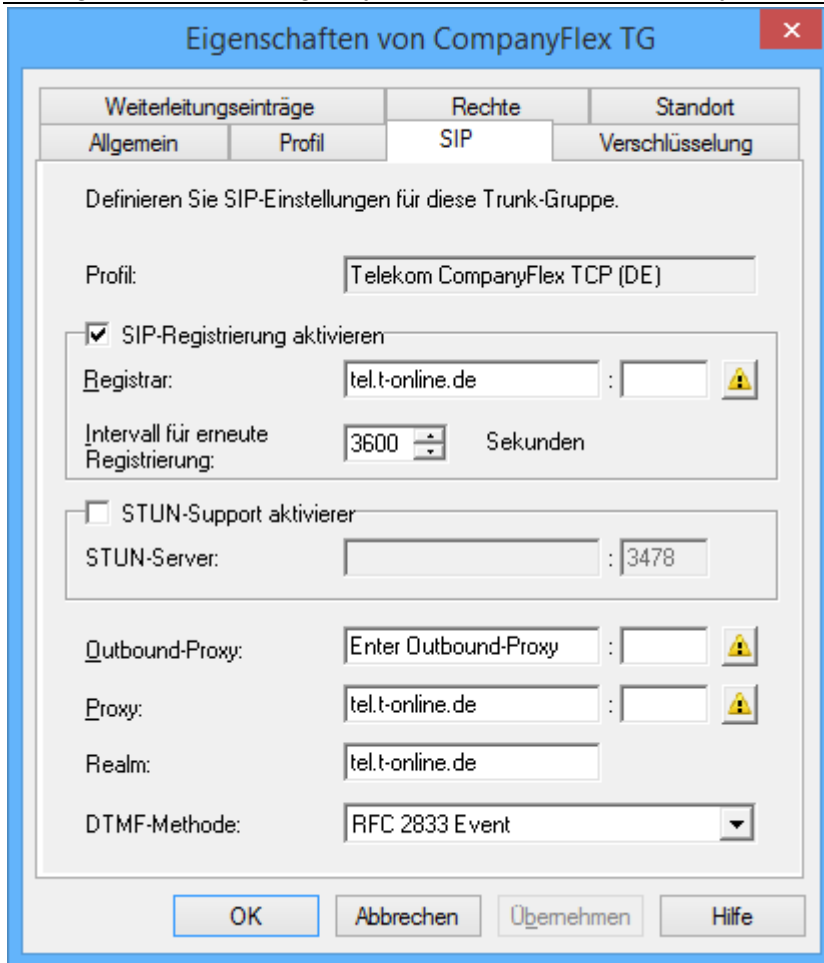 Eigenschaften von CompanyFlex TG
Weiterleitungseinträge Rechte Standort
Allgemein Profil SIP Verschlüsselung
Definieren Sie SIP-Einstellungen für diese Trunk-Gruppe.
Profil: Telekom CompanyFlex TCP (DE)
SIP-Registrierung aktivieren
Registrar: tel.t-online.de :
Intervall für erneute
Registrierung: 3600 Sekunden
STUN-Support aktivierer
STUN-Server: : 3478
Outbound-Proxy: Enter Outbound-Proxy :
Proxy: tel.t-online.de :
Realm: tel.t-online.de
DTMF-Methode: RFC 2833 Event
OK Abbrechen Übernehmen Hilfe